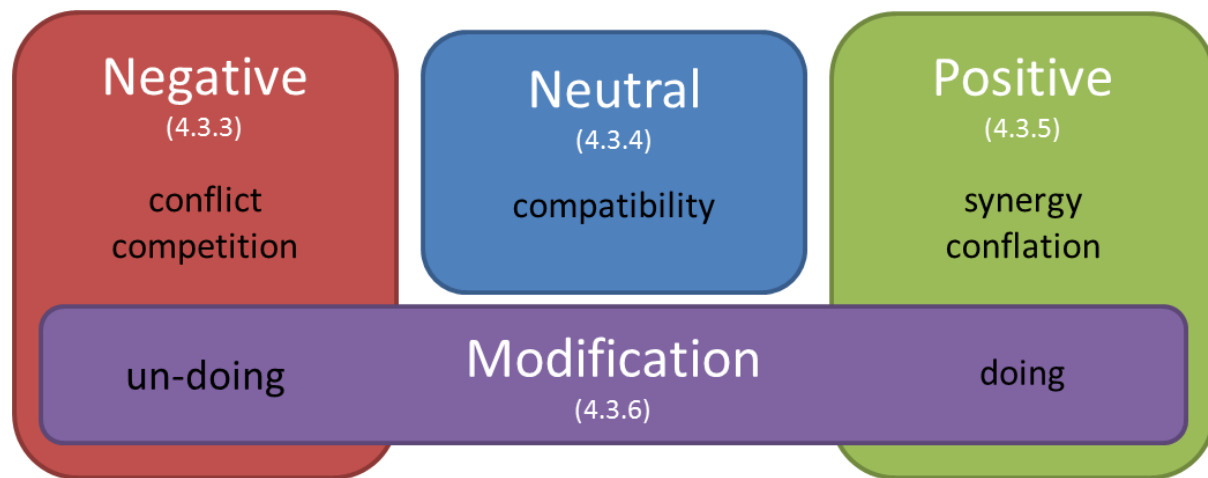 Negative
(4.3.3)
conflict
competition
Neutral
(4.3.4)
compatibility
Positive
(4.3.5)
synergy
conflation
un-doing
Modification
(4.3.6)
doing